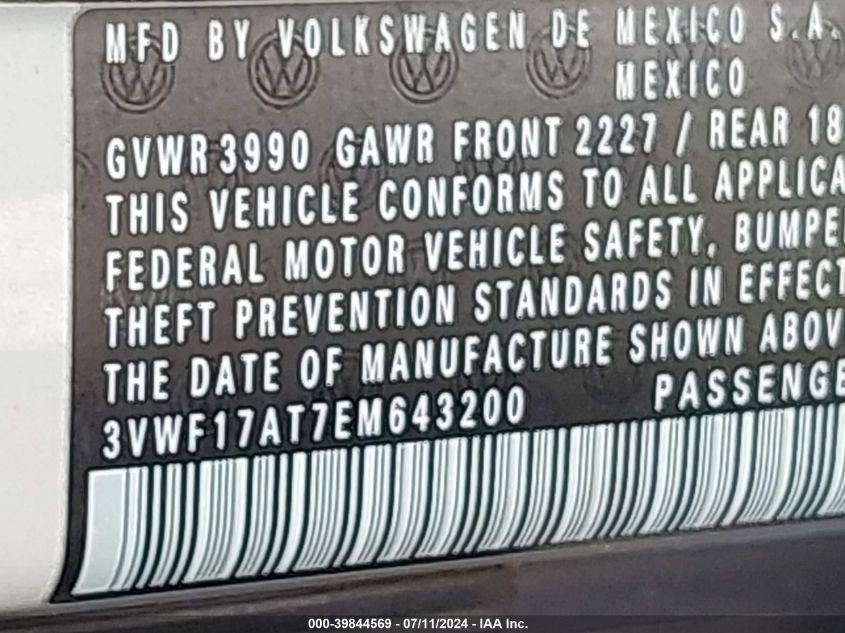 MFD BY VOLKSWAGEN DE MEXICO S.A.
MEXICO
GVWR 3990 GAWR FRONT 2227 / REAR 18
THIS VEHICLE CONFORMS TO ALL APPLICA
FEDERAL MOTOR VEHICLE SAFETY, BUMPE
THEFT PREVENTION STANDARDS IN EFFECT
THE DATE OF MANUFACTURE SHOWN ABOV
3VWF17AT7EM643200 PASSENGE
000-39844569 - 07/11/2024 - IAA Inc.